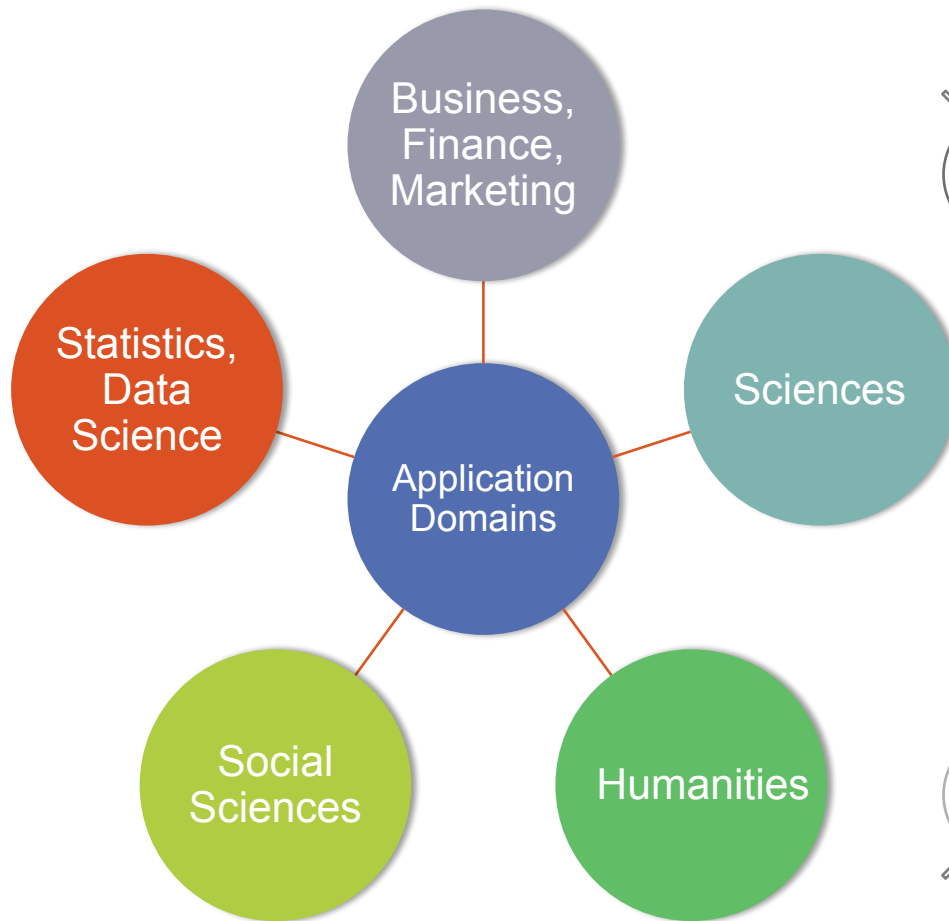 Business,
Finance,
Marketing
Statistics,
Data
Science
Sciences
Application
Domains
Social
Sciences
Humanities